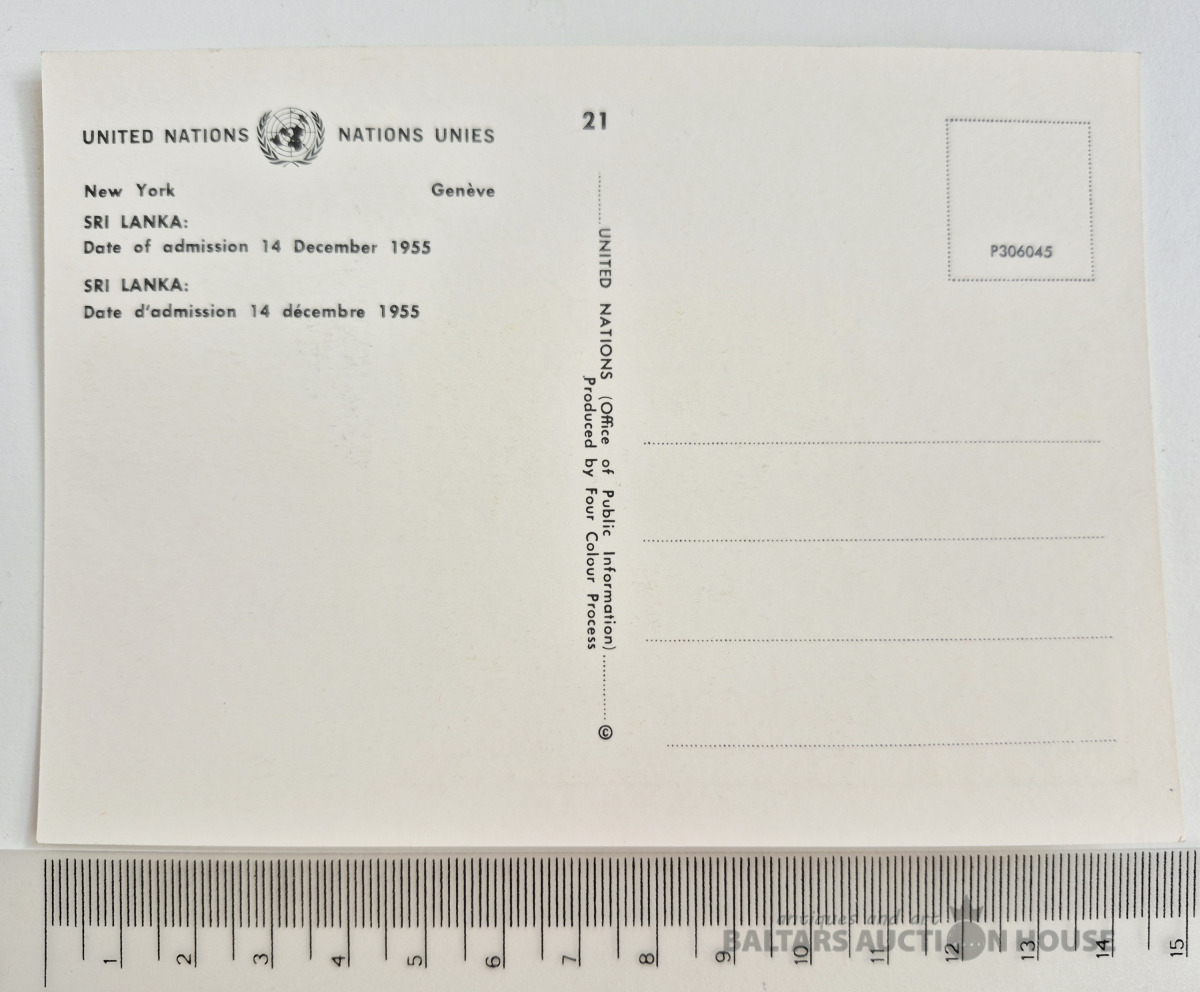 UNITED NATIONS NATIONS UNIES
New York Genève
SRI LANKA:
Date of admission 14 December 1955
SRI LANKA:
Date d'admission 14 décembre 1955
21
UNITED NATIONS (Office of Public Information) ©
Produced by Four Colour Process
P306045
antiques and art
BALTARS AUCTION HOUSE
1 2 3 4 5 6 7 8 9 10 11 12 13 14 15